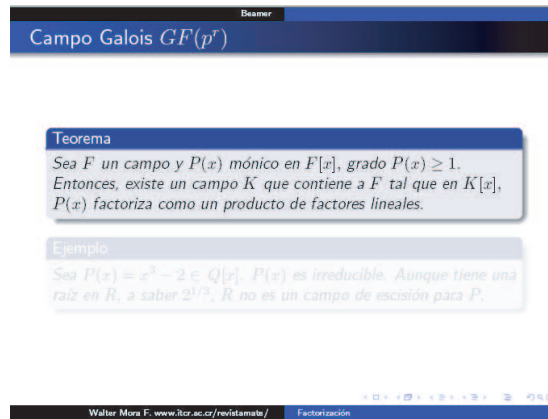 Beamer
Campo Galois GF(p^r)
Teorema
Sea F un campo y P(x) mónico en F[x], grado P(x) ≥ 1.
Entonces, existe un campo K que contiene a F tal que en K[x],
P(x) factoriza como un producto de factores lineales.
Ejemplo
Sea P(x) = x^3 − 2 ∈ Q[x]. P(x) es irreducible. Aunque tiene una
raíz en R, a saber 2^{1/3}, R no es un campo de escisión para P.
Walter Mora F. www.itcr.ac.cr/revistamate/ Factorización